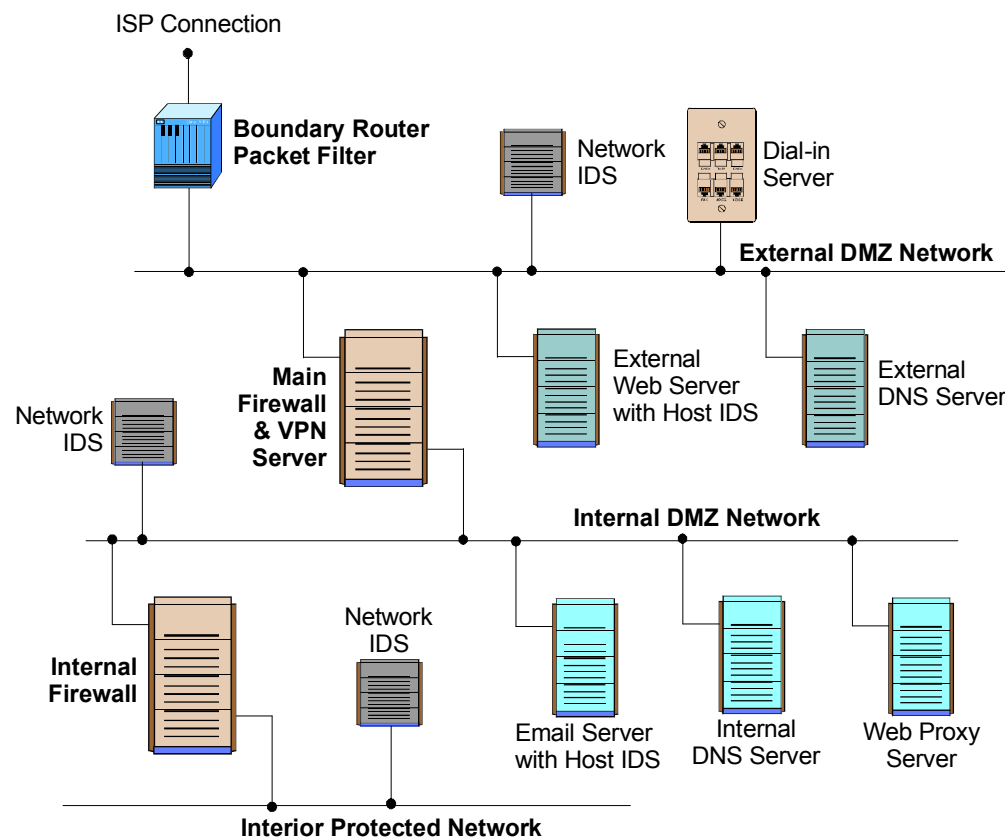 ISP Connection
Boundary Router
Packet Filter
Network
IDS
Dial-in
Server
External DMZ Network
Main
Firewall
& VPN
Server
External
Web Server
with Host IDS
External
DNS Server
Network
IDS
Internal DMZ Network
Internal
Firewall
Network
IDS
Email Server
with Host IDS
Internal
DNS Server
Web Proxy
Server
Interior Protected Network